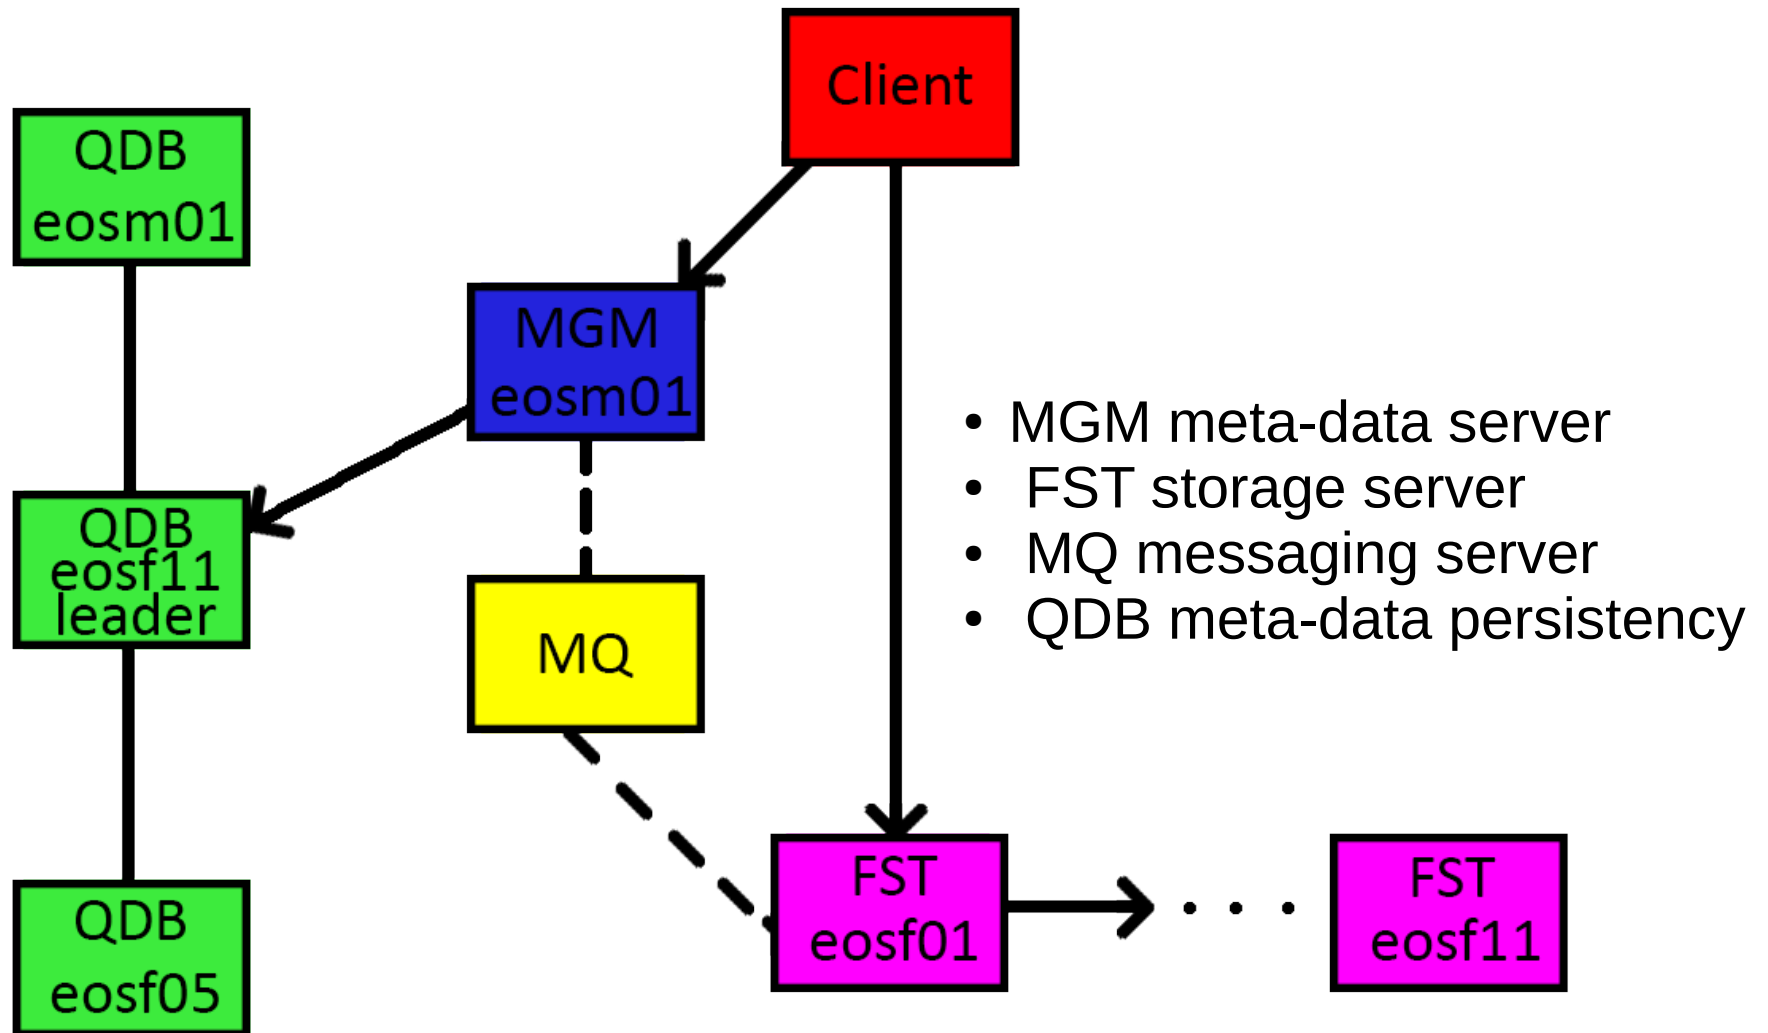 Client
QDB
eosm01
MGM
eosm01
• MGM meta-data server
• FST storage server
• MQ messaging server
• QDB meta-data persistency
QDB
eosf11
leader
MQ
FST
eosf01
. . .
FST
eosf11
QDB
eosf05